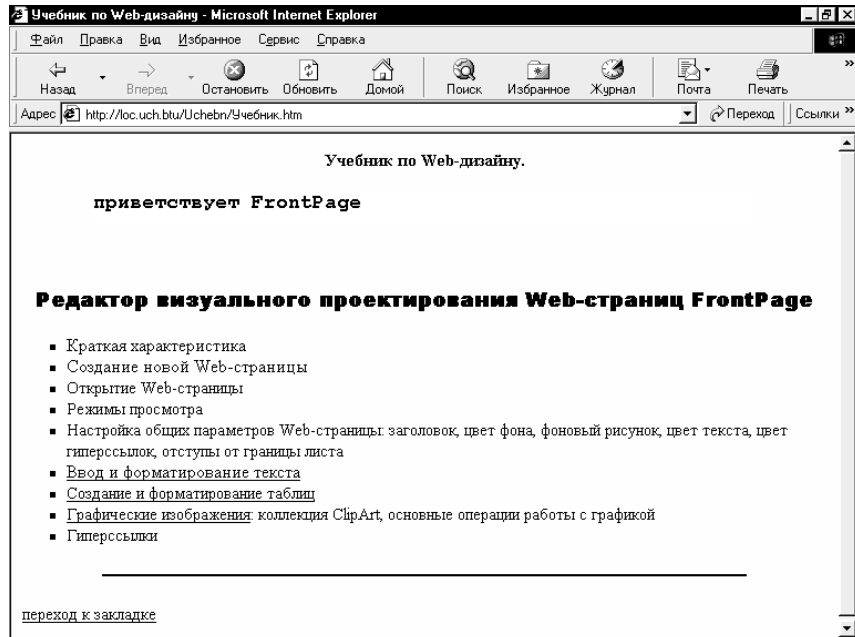 Учебник по Web-дизайну - Microsoft Internet Explorer
Файл Правка Вид Избранное Сервис Справка
Назад Вперед Остановить Обновить Домой Поиск Избранное Журнал Почта Печать »
Адрес http://loc.uch.btu/Uchebn/Учебник.htm Переход Ссылки »
Учебник по Web-дизайну.
приветствует FrontPage
Редактор визуального проектирования Web-страниц FrontPage
Краткая характеристика
Создание новой Web-страницы
Открытие Web-страницы
Режимы просмотра
Настройка общих параметров Web-страницы: заголовок, цвет фона, фоновый рисунок, цвет текста, цвет
гиперссылок, отступы от границы листа
Ввод и форматирование текста
Создание и форматирование таблиц
Графические изображения: коллекция ClipArt, основные операции работы с графикой
Гиперссылки
переход к закладке